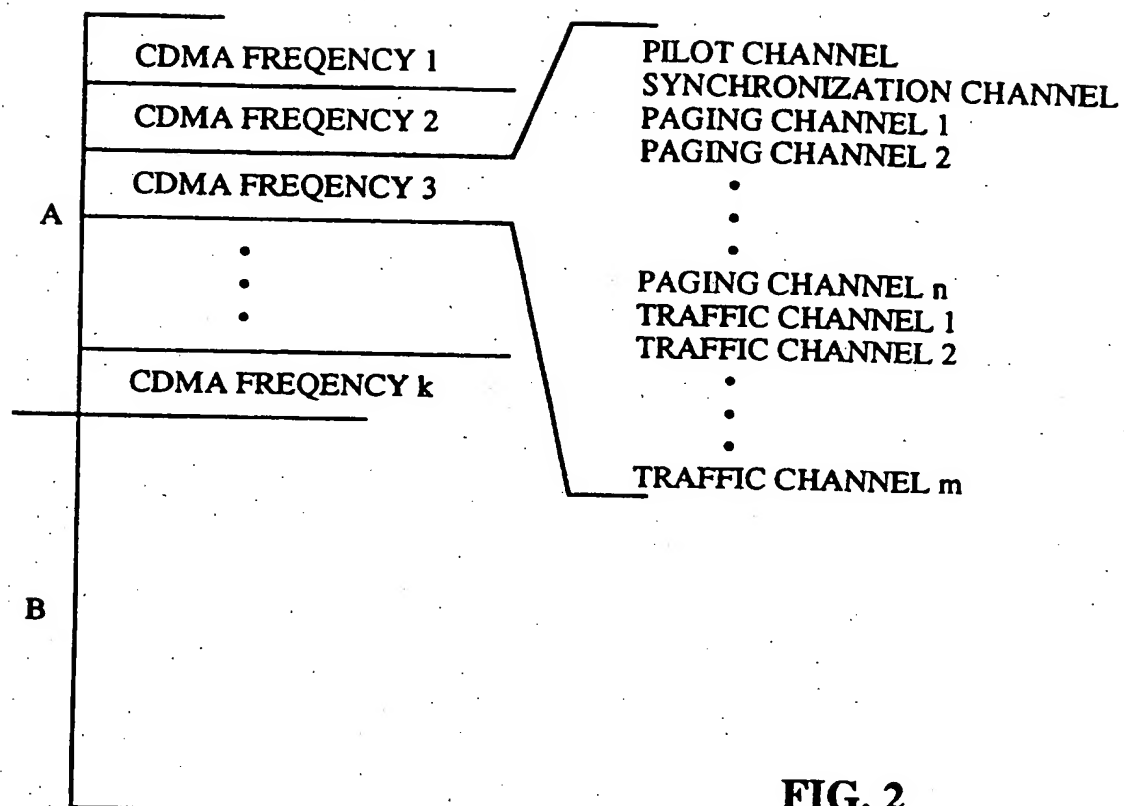 CDMA FREQENCY 1
CDMA FREQENCY 2
CDMA FREQENCY 3
CDMA FREQENCY k
A
B
PILOT CHANNEL
SYNCHRONIZATION CHANNEL
PAGING CHANNEL 1
PAGING CHANNEL 2
PAGING CHANNEL n
TRAFFIC CHANNEL 1
TRAFFIC CHANNEL 2
TRAFFIC CHANNEL m
FIG. 2